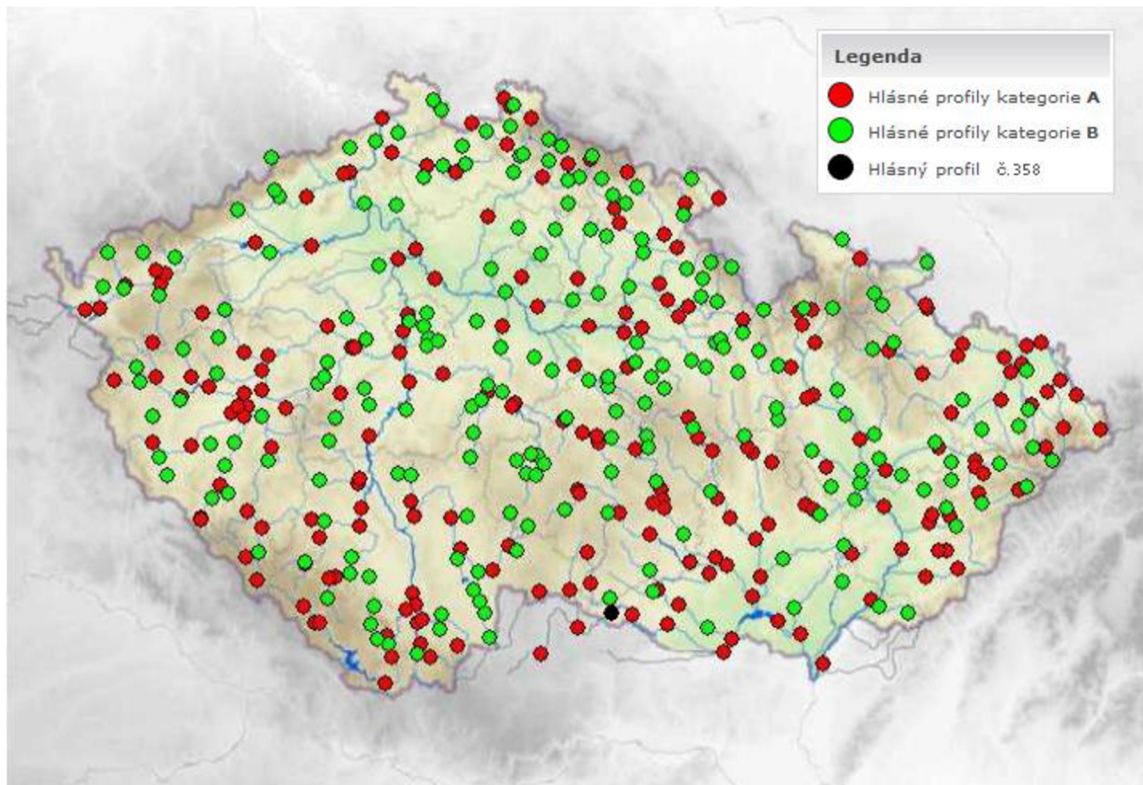 Legenda
Hlásné profily kategorie A
Hlásné profily kategorie B
Hlásný profil č.358